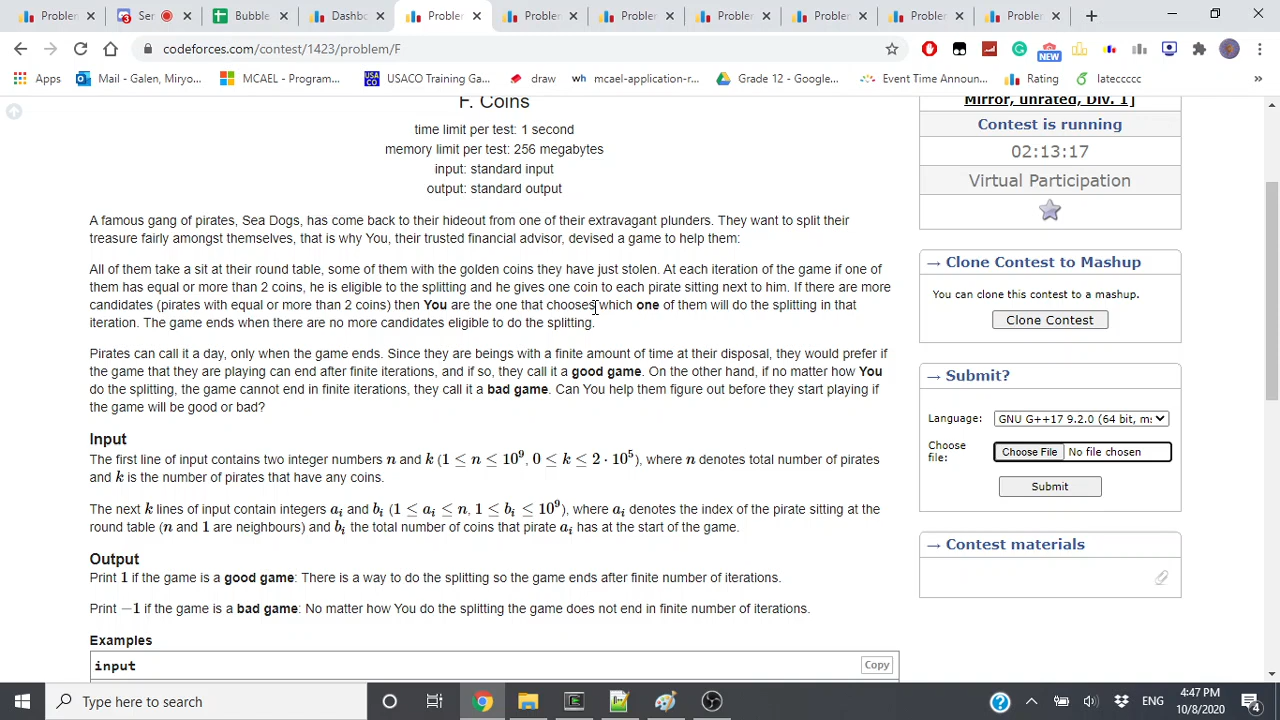 Problem
Ser
Bubble
Dashbo
Problem
Problem
Problem
Problem
Problem
Problem
Problem
codeforces.com/contest/1423/problem/F
NEW
Apps
Mail - Galen, Miryo...
MCAEL - Program...
USACO Training Ga...
draw
wh mcael-application-r...
Grade 12 - Google...
Event Time Announ...
Rating
lateccccc
»
F. Coins
time limit per test: 1 second
memory limit per test: 256 megabytes
input: standard input
output: standard output
A famous gang of pirates, Sea Dogs, has come back to their hideout from one of their extravagant plunders. They want to split their
treasure fairly amongst themselves, that is why You, their trusted financial advisor, devised a game to help them:
All of them take a sit at their round table, some of them with the golden coins they have just stolen. At each iteration of the game if one of
them has equal or more than 2 coins, he is eligible to the splitting and he gives one coin to each pirate sitting next to him. If there are more
candidates (pirates with equal or more than 2 coins) then You are the one that chooses which one of them will do the splitting in that
iteration. The game ends when there are no more candidates eligible to do the splitting.
Pirates can call it a day, only when the game ends. Since they are beings with a finite amount of time at their disposal, they would prefer if
the game that they are playing can end after finite iterations, and if so, they call it a good game. On the other hand, if no matter how You
do the splitting, the game cannot end in finite iterations, they call it a bad game. Can You help them figure out before they start playing if
the game will be good or bad?
Input
The first line of input contains two integer numbers n and k (1 ≤ n ≤ 10⁹, 0 ≤ k ≤ 2 · 10⁵), where n denotes total number of pirates
and k is the number of pirates that have any coins.
The next k lines of input contain integers aᵢ and bᵢ (1 ≤ aᵢ ≤ n, 1 ≤ bᵢ ≤ 10⁹), where aᵢ denotes the index of the pirate sitting at the
round table (n and 1 are neighbours) and bᵢ the total number of coins that pirate aᵢ has at the start of the game.
Output
Print 1 if the game is a good game: There is a way to do the splitting so the game ends after finite number of iterations.
Print −1 if the game is a bad game: No matter how You do the splitting the game does not end in finite number of iterations.
Examples
input
Copy
Mirror, unrated, Div. 1]
Contest is running
02:13:17
Virtual Participation
→ Clone Contest to Mashup
You can clone this contest to a mashup.
Clone Contest
→ Submit?
Language:
GNU G++17 9.2.0 (64 bit, ms
Choose
file:
Choose File No file chosen
Submit
→ Contest materials
Type here to search
ENG
4:47 PM
10/8/2020
4